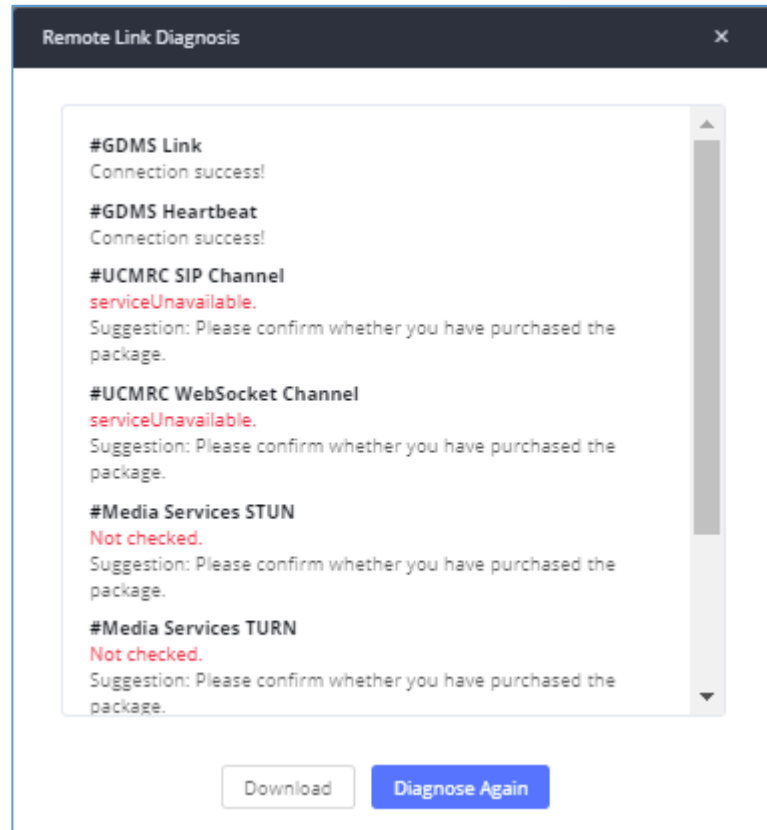 Remote Link Diagnosis
×
#GDMS Link
Connection success!
#GDMS Heartbeat
Connection success!
#UCMRC SIP Channel
serviceUnavailable.
Suggestion: Please confirm whether you have purchased the
package.
#UCMRC WebSocket Channel
serviceUnavailable.
Suggestion: Please confirm whether you have purchased the
package.
#Media Services STUN
Not checked.
Suggestion: Please confirm whether you have purchased the
package.
#Media Services TURN
Not checked.
Suggestion: Please confirm whether you have purchased the
package.
Download
Diagnose Again